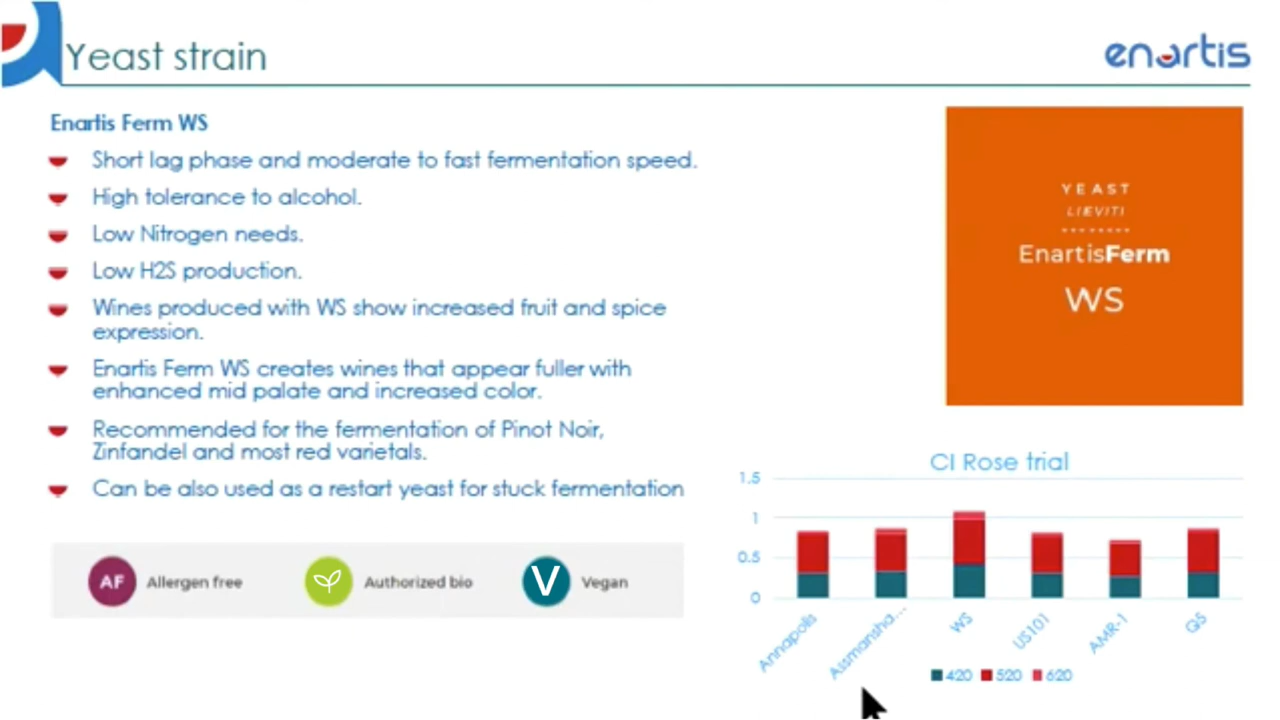 Yeast strain
enartis
Enartis Ferm WS
Short lag phase and moderate to fast fermentation speed.
High tolerance to alcohol.
Low Nitrogen needs.
Low H2S production.
Wines produced with WS show increased fruit and spice
expression.
Enartis Ferm WS creates wines that appear fuller with
enhanced mid palate and increased color.
Recommended for the fermentation of Pinot Noir,
Zinfandel and most red varietals.
Can be also used as a restart yeast for stuck fermentation
AF Allergen free
Authorized bio
V Vegan
YEAST
LIEVITI
EnartisFerm
WS
CI Rose trial
1.5
1
0.5
0
Annapolis
WS
US101
AMR-1
420 520 620